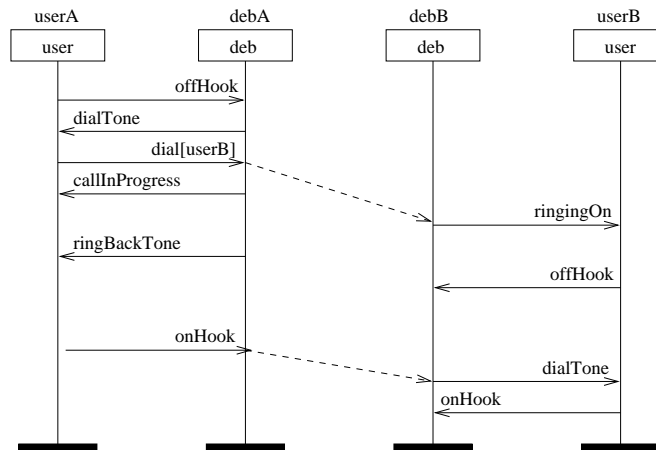 userA debA debB userB
user deb deb user
offHook
dialTone
dial[userB]
callInProgress
ringingOn
ringBackTone
offHook
onHook
dialTone
onHook